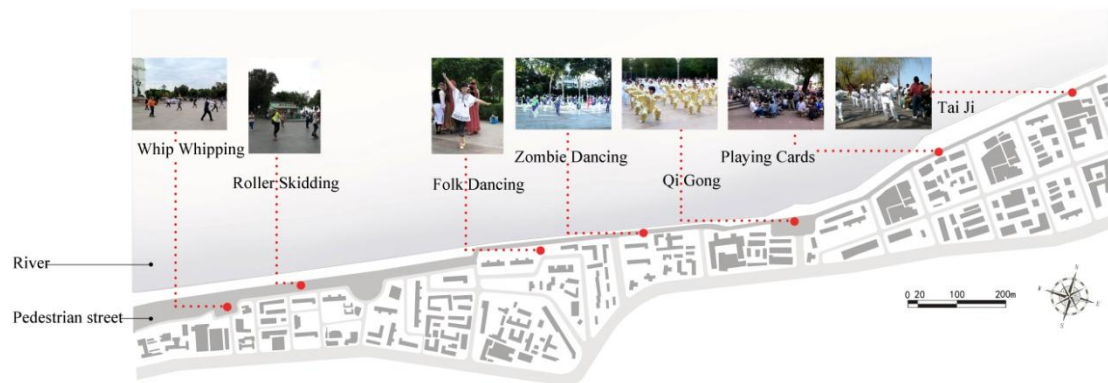 Whip Whipping
Roller Skidding
Folk Dancing
Zombie Dancing
Qi Gong
Playing Cards
Tai Ji
River
Pedestrian street
0 20 100 200m
N
E
S